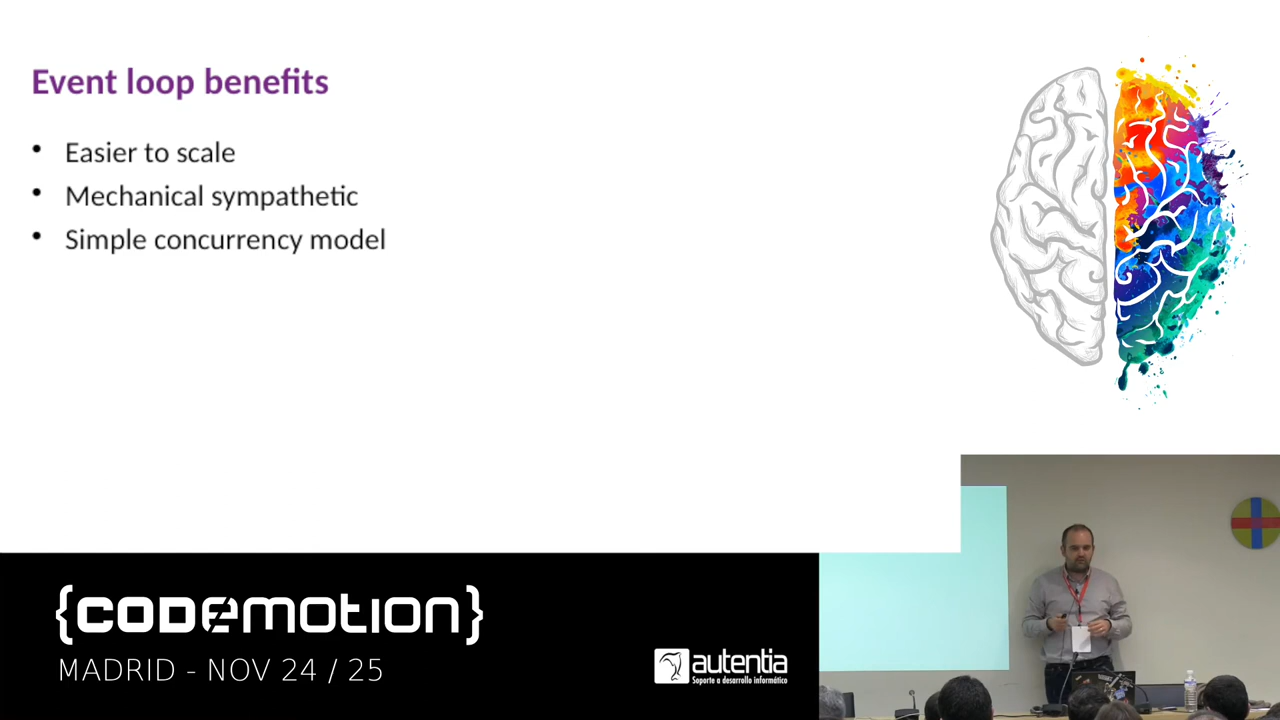 Event loop benefits
• Easier to scale
• Mechanical sympathetic
• Simple concurrency model
{codemotion}
MADRID - NOV 24 / 25
autentia
Soporte a desarrollo informático